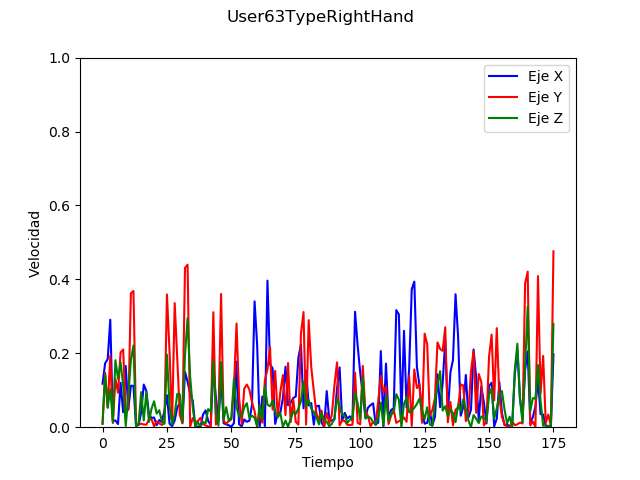 User63TypeRightHand
Eje X
Eje Y
Eje Z
Velocidad
1.0
0.8
0.6
0.4
0.2
0.0
0 25 50 75 100 125 150 175
Tiempo